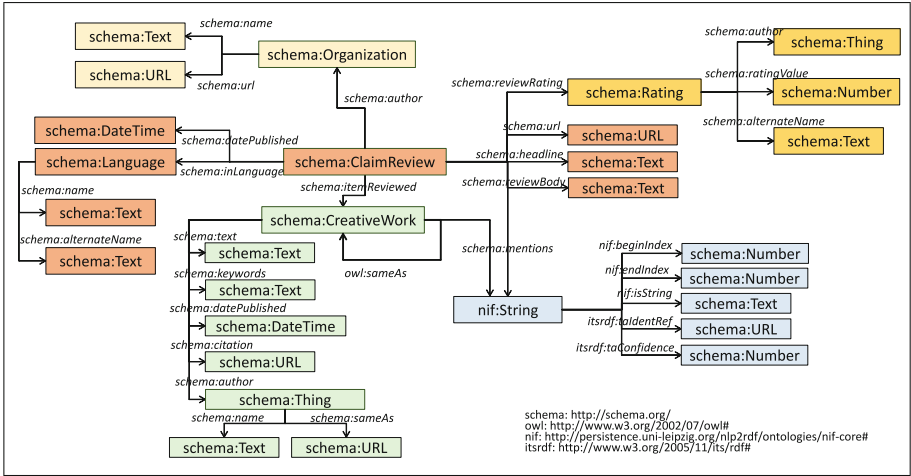 schema:name
schema:Text
schema:Organization
schema:URL
schema:url
schema:author
schema:DateTime
schema:datePublished
schema:Language
schema:inLanguage
schema:name
schema:Text
schema:alternateName
schema:Text
schema:ClaimReview
schema:itemReviewed
schema:CreativeWork
owl:sameAs
schema:text
schema:Text
schema:keywords
schema:Text
schema:datePublished
schema:DateTime
schema:citation
schema:URL
schema:author
schema:Thing
schema:name
schema:sameAs
schema:Text
schema:URL
schema:reviewRating
schema:Rating
schema:author
schema:Thing
schema:ratingValue
schema:Number
schema:alternateName
schema:Text
schema:url
schema:URL
schema:headline
schema:Text
schema:reviewBody
schema:Text
schema:mentions
nif:String
nif:beginIndex
schema:Number
nif:endIndex
schema:Number
nif:isString
schema:Text
itsrdf:taIdentRef
schema:URL
itsrdf:taConfidence
schema:Number
schema: http://schema.org/
owl: http://www.w3.org/2002/07/owl#
nif: http://persistence.uni-leipzig.org/nlp2rdf/ontologies/nif-core#
itsrdf: http://www.w3.org/2005/11/its/rdf#